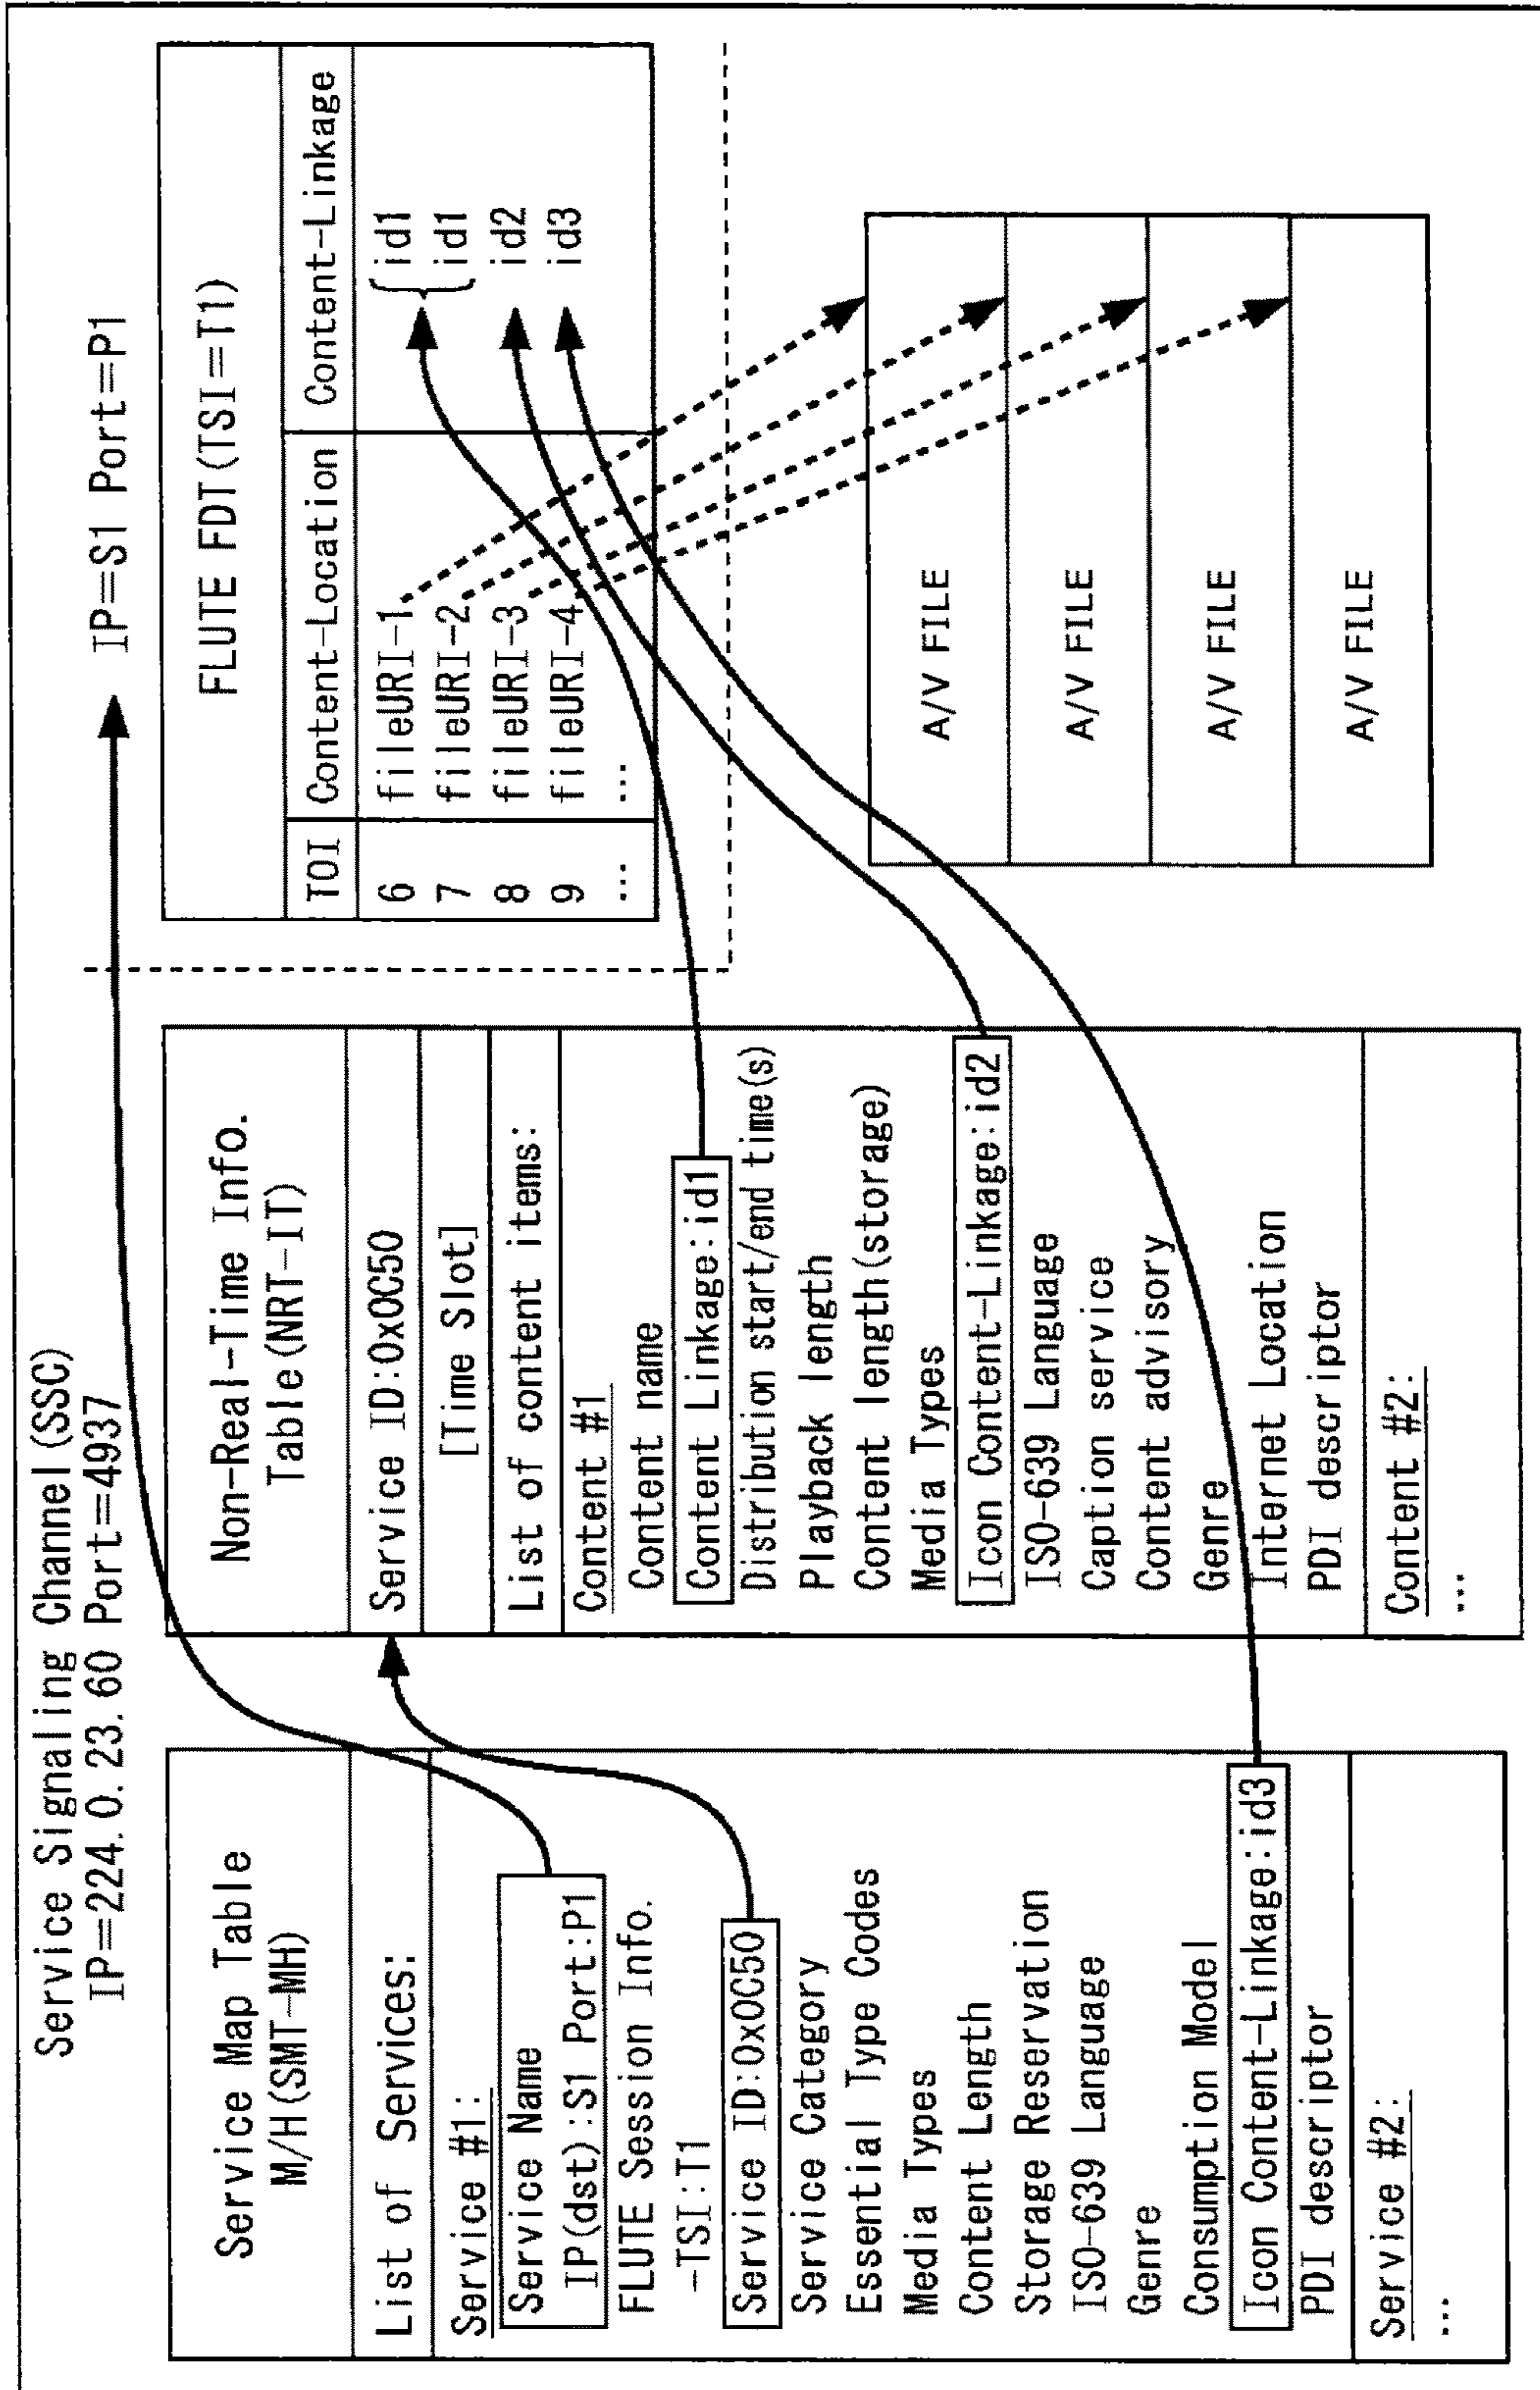 Service Signaling Channel(SSC)
IP=224.0.23.60 Port=4937
Service Map Table
M/H(SMT-MH)
List of Services:
Service #1:
Service Name
IP(dst):S1 Port:P1
FLUTE Session Info.
-TSI:T1
Service ID:0x0C50
Service Category
Essential Type Codes
Media Types
Content Length
Storage Reservation
ISO-639 Language
Genre
Consumption Model
Icon Content-Linkage:id3
PDI descriptor
Service #2:
...
Non-Real-Time Info.
Table(NRT-IT)
Service ID:0x0C50
[Time Slot]
List of content items:
Content #1
Content name
Content Linkage:id1
Distribution start/end time(s)
Playback length
Content length(storage)
Media Types
Icon Content-Linkage:id2
ISO-639 Language
Caption service
Content advisory
Genre
Internet Location
PDI descriptor
Content #2:
...
IP=S1 Port=P1
FLUTE FDT(TSI=T1)
TOI Content-Location Content-Linkage
6 fileURI-1 id1
7 fileURI-2 id1
8 fileURI-3 id2
9 fileURI-4 id3
... ...
A/V FILE
A/V FILE
A/V FILE
A/V FILE